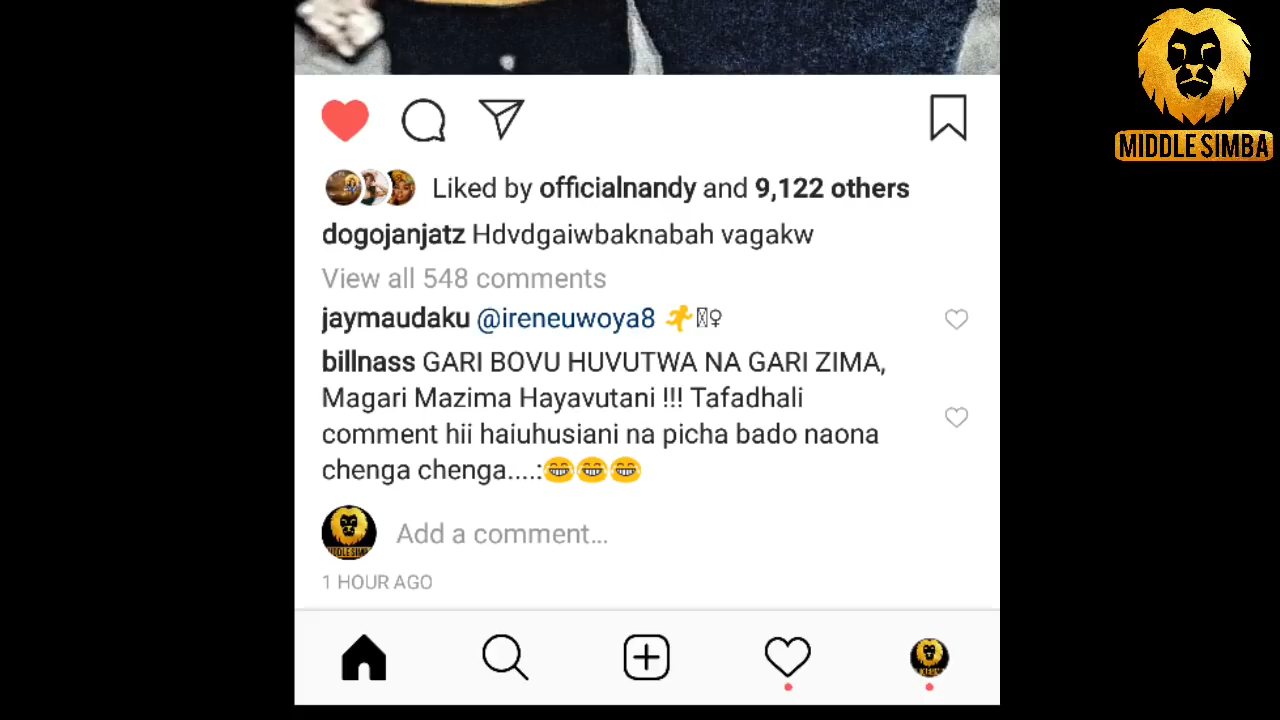 MIDDLE SIMBA
Liked by officialnandy and 9,122 others
dogojanjatz Hdvdgaiwbaknabah vagakw
View all 548 comments
jaymaudaku @ireneuwoya8 🏃♀
billnass GARI BOVU HUVUTWA NA GARI ZIMA,
Magari Mazima Hayavutani !!! Tafadhali
comment hii haiuhusiani na picha bado naona
chenga chenga....:😂😂😂
Add a comment...
1 HOUR AGO